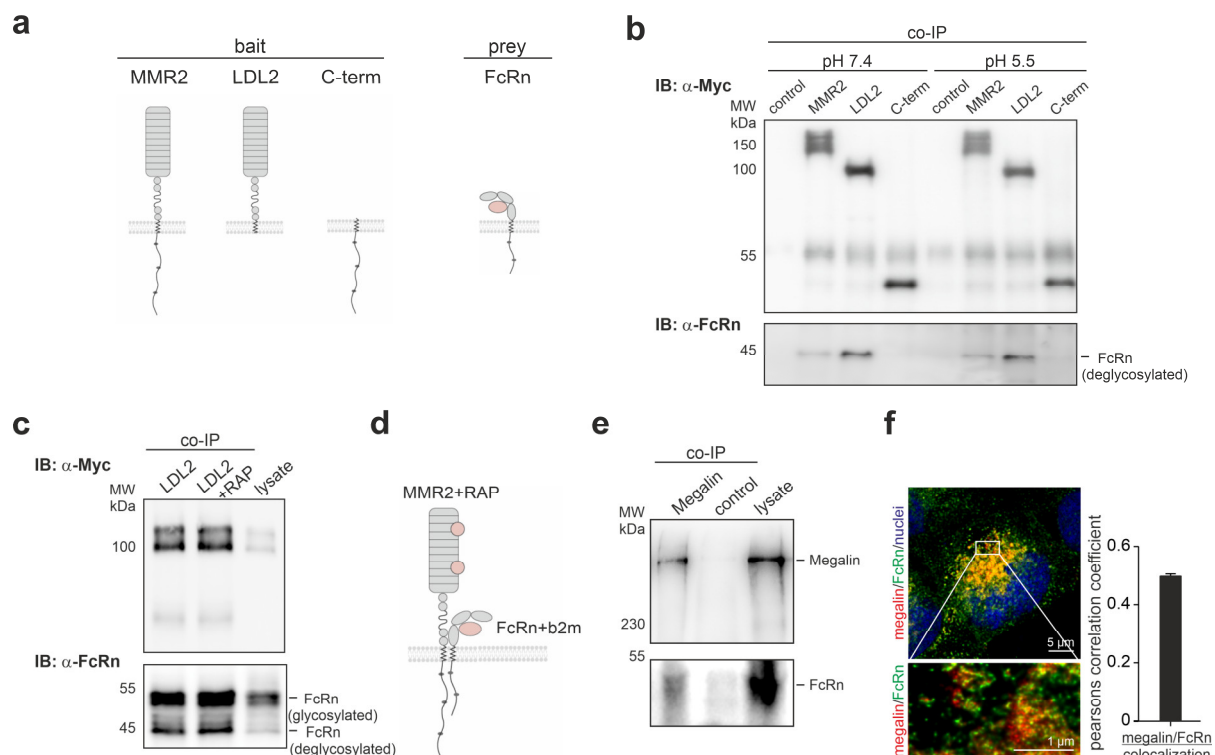 a
bait
prey
MMR2
LDL2
C-term
FcRn
b
co-IP
pH 7.4
pH 5.5
IB: α-Myc
control
MMR2
LDL2
C-term
control
MMR2
LDL2
C-term
MW
kDa
150
100
55
IB: α-FcRn
45
FcRn
(deglycosylated)
c
co-IP
IB: α-Myc
LDL2
LDL2
+RAP
lysate
MW
kDa
100
IB: α-FcRn
55
45
FcRn
(glycosylated)
FcRn
(deglycosylated)
d
MMR2+RAP
FcRn+b2m
e
co-IP
Megalin
control
lysate
MW
kDa
Megalin
230
55
FcRn
f
megalin/FcRn/nuclei
5 μm
megalin/FcRn
1 μm
pearsons correlation coefficient
0.6
0.4
0.2
0
megalin/FcRn
colocalization